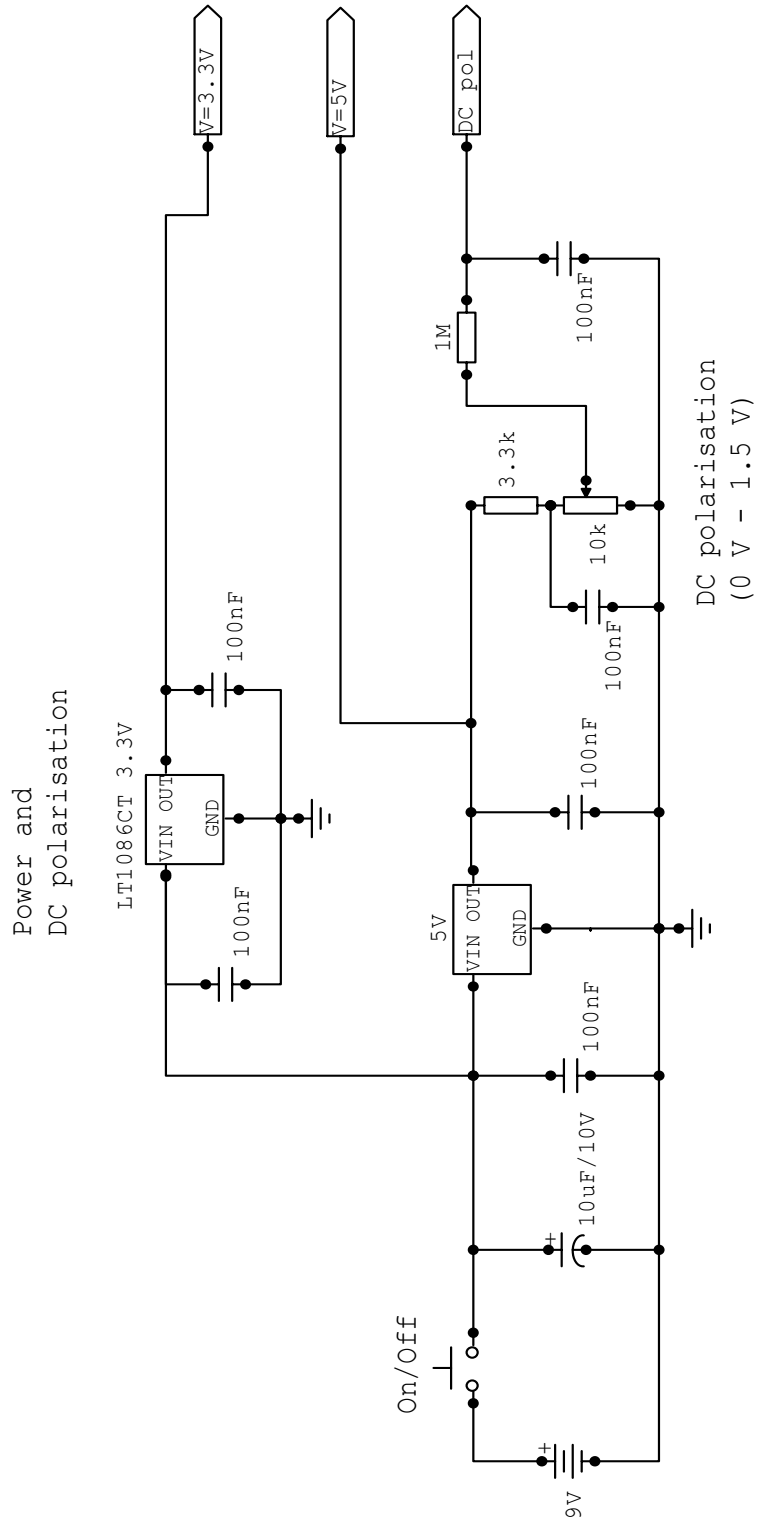 Power and
DC polarisation
LT1086CT 3.3V
VIN OUT
GND
100nF
100nF
V=3.3V
V=5V
DC pol
On/Off
9V
+
+
10uF/10V
100nF
5V
VIN OUT
GND
100nF
100nF
3.3k
10k
1M
100nF
DC polarisation
(0 V - 1.5 V)